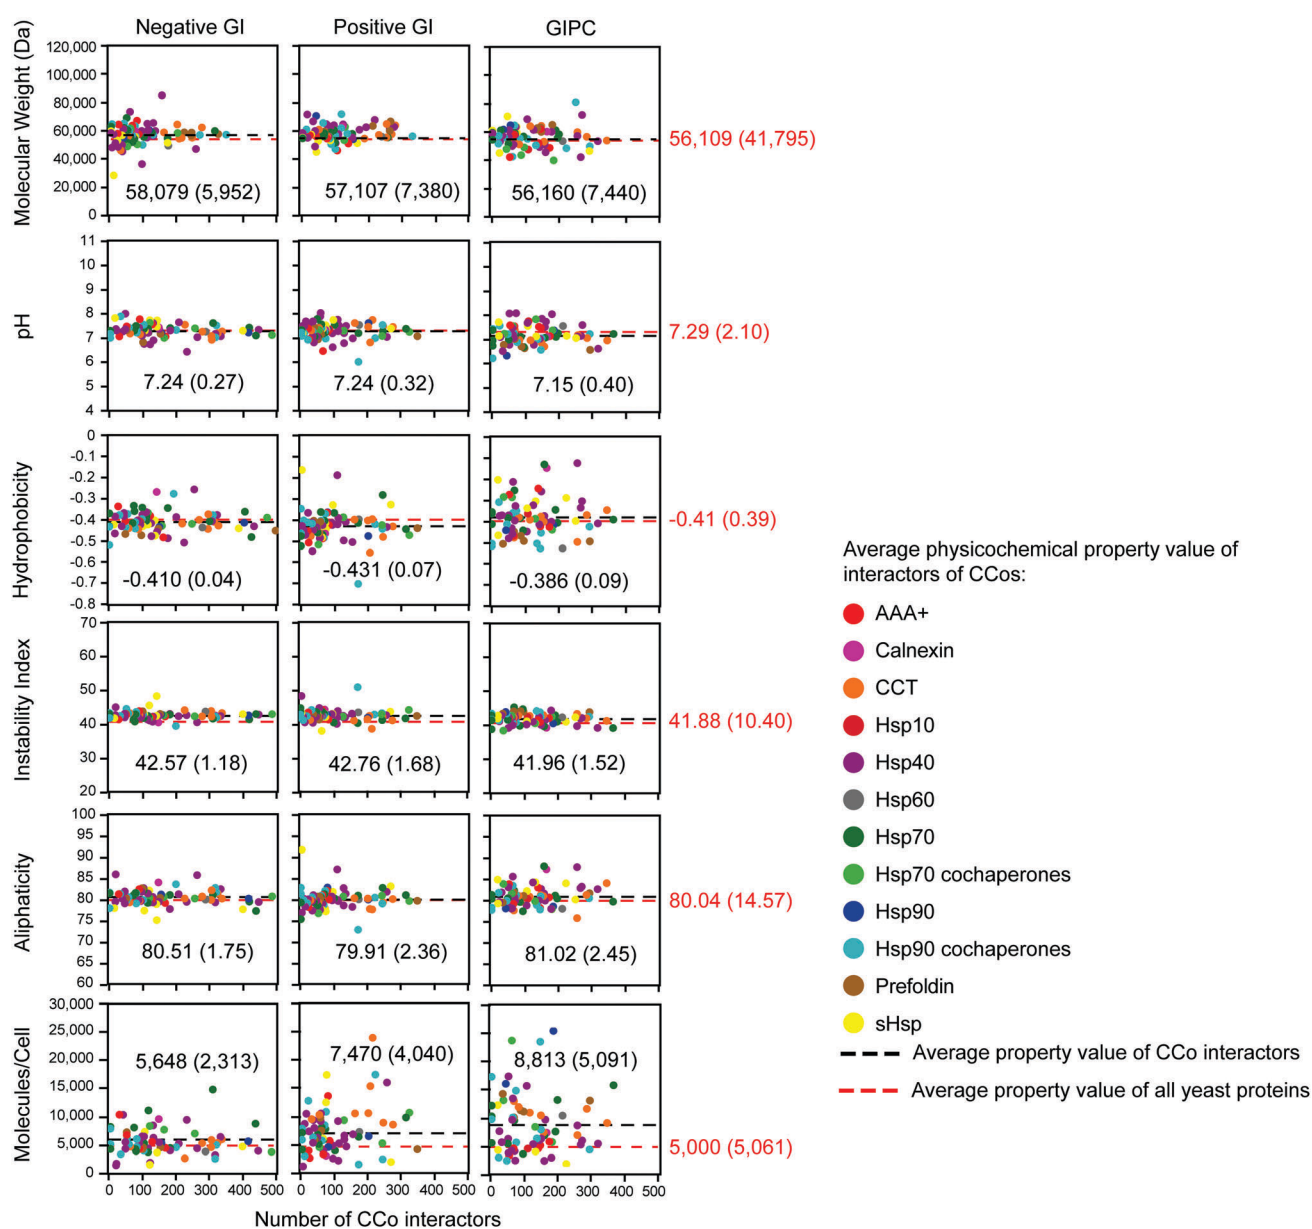 Negative GI
Positive GI
GIPC
Molecular Weight (Da)
120,000
100,000
80,000
60,000
40,000
20,000
0
58,079 (5,952)
57,107 (7,380)
56,160 (7,440)
56,109 (41,795)
pH
11
10
9
8
7
6
5
4
7.24 (0.27)
7.24 (0.32)
7.15 (0.40)
7.29 (2.10)
Hydrophobicity
0
-0.1
-0.2
-0.3
-0.4
-0.5
-0.6
-0.7
-0.8
-0.410 (0.04)
-0.431 (0.07)
-0.386 (0.09)
-0.41 (0.39)
Instability Index
70
60
50
40
30
20
42.57 (1.18)
42.76 (1.68)
41.96 (1.52)
41.88 (10.40)
Aliphaticity
100
95
90
85
80
75
70
65
60
80.51 (1.75)
79.91 (2.36)
81.02 (2.45)
80.04 (14.57)
Molecules/Cell
30,000
25,000
20,000
15,000
10,000
5,000
0
5,648 (2,313)
7,470 (4,040)
8,813 (5,091)
5,000 (5,061)
0 100 200 300 400 500
0 100 200 300 400 500
0 100 200 300 400 500
Number of CCo interactors
Average physicochemical property value of
interactors of CCos:
AAA+
Calnexin
CCT
Hsp10
Hsp40
Hsp60
Hsp70
Hsp70 cochaperones
Hsp90
Hsp90 cochaperones
Prefoldin
sHsp
Average property value of CCo interactors
Average property value of all yeast proteins